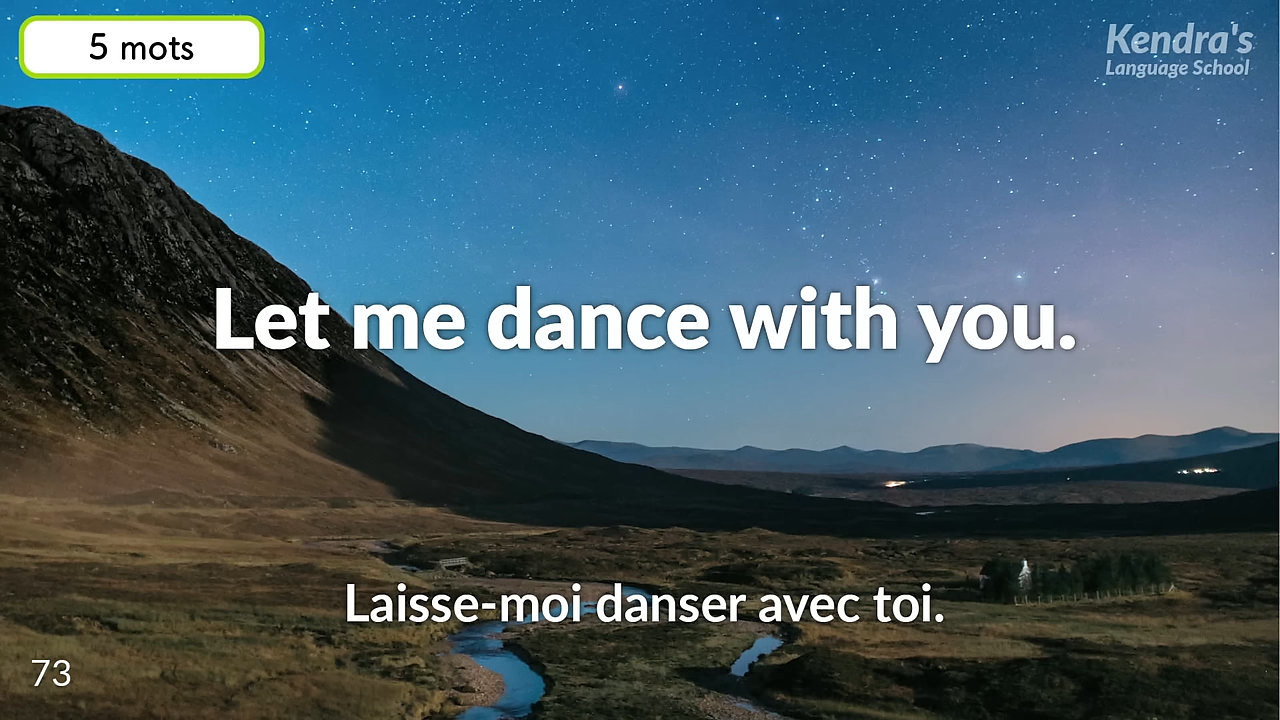 5 mots
Kendra's
Language School
Let me dance with you.
Laisse-moi danser avec toi.
73